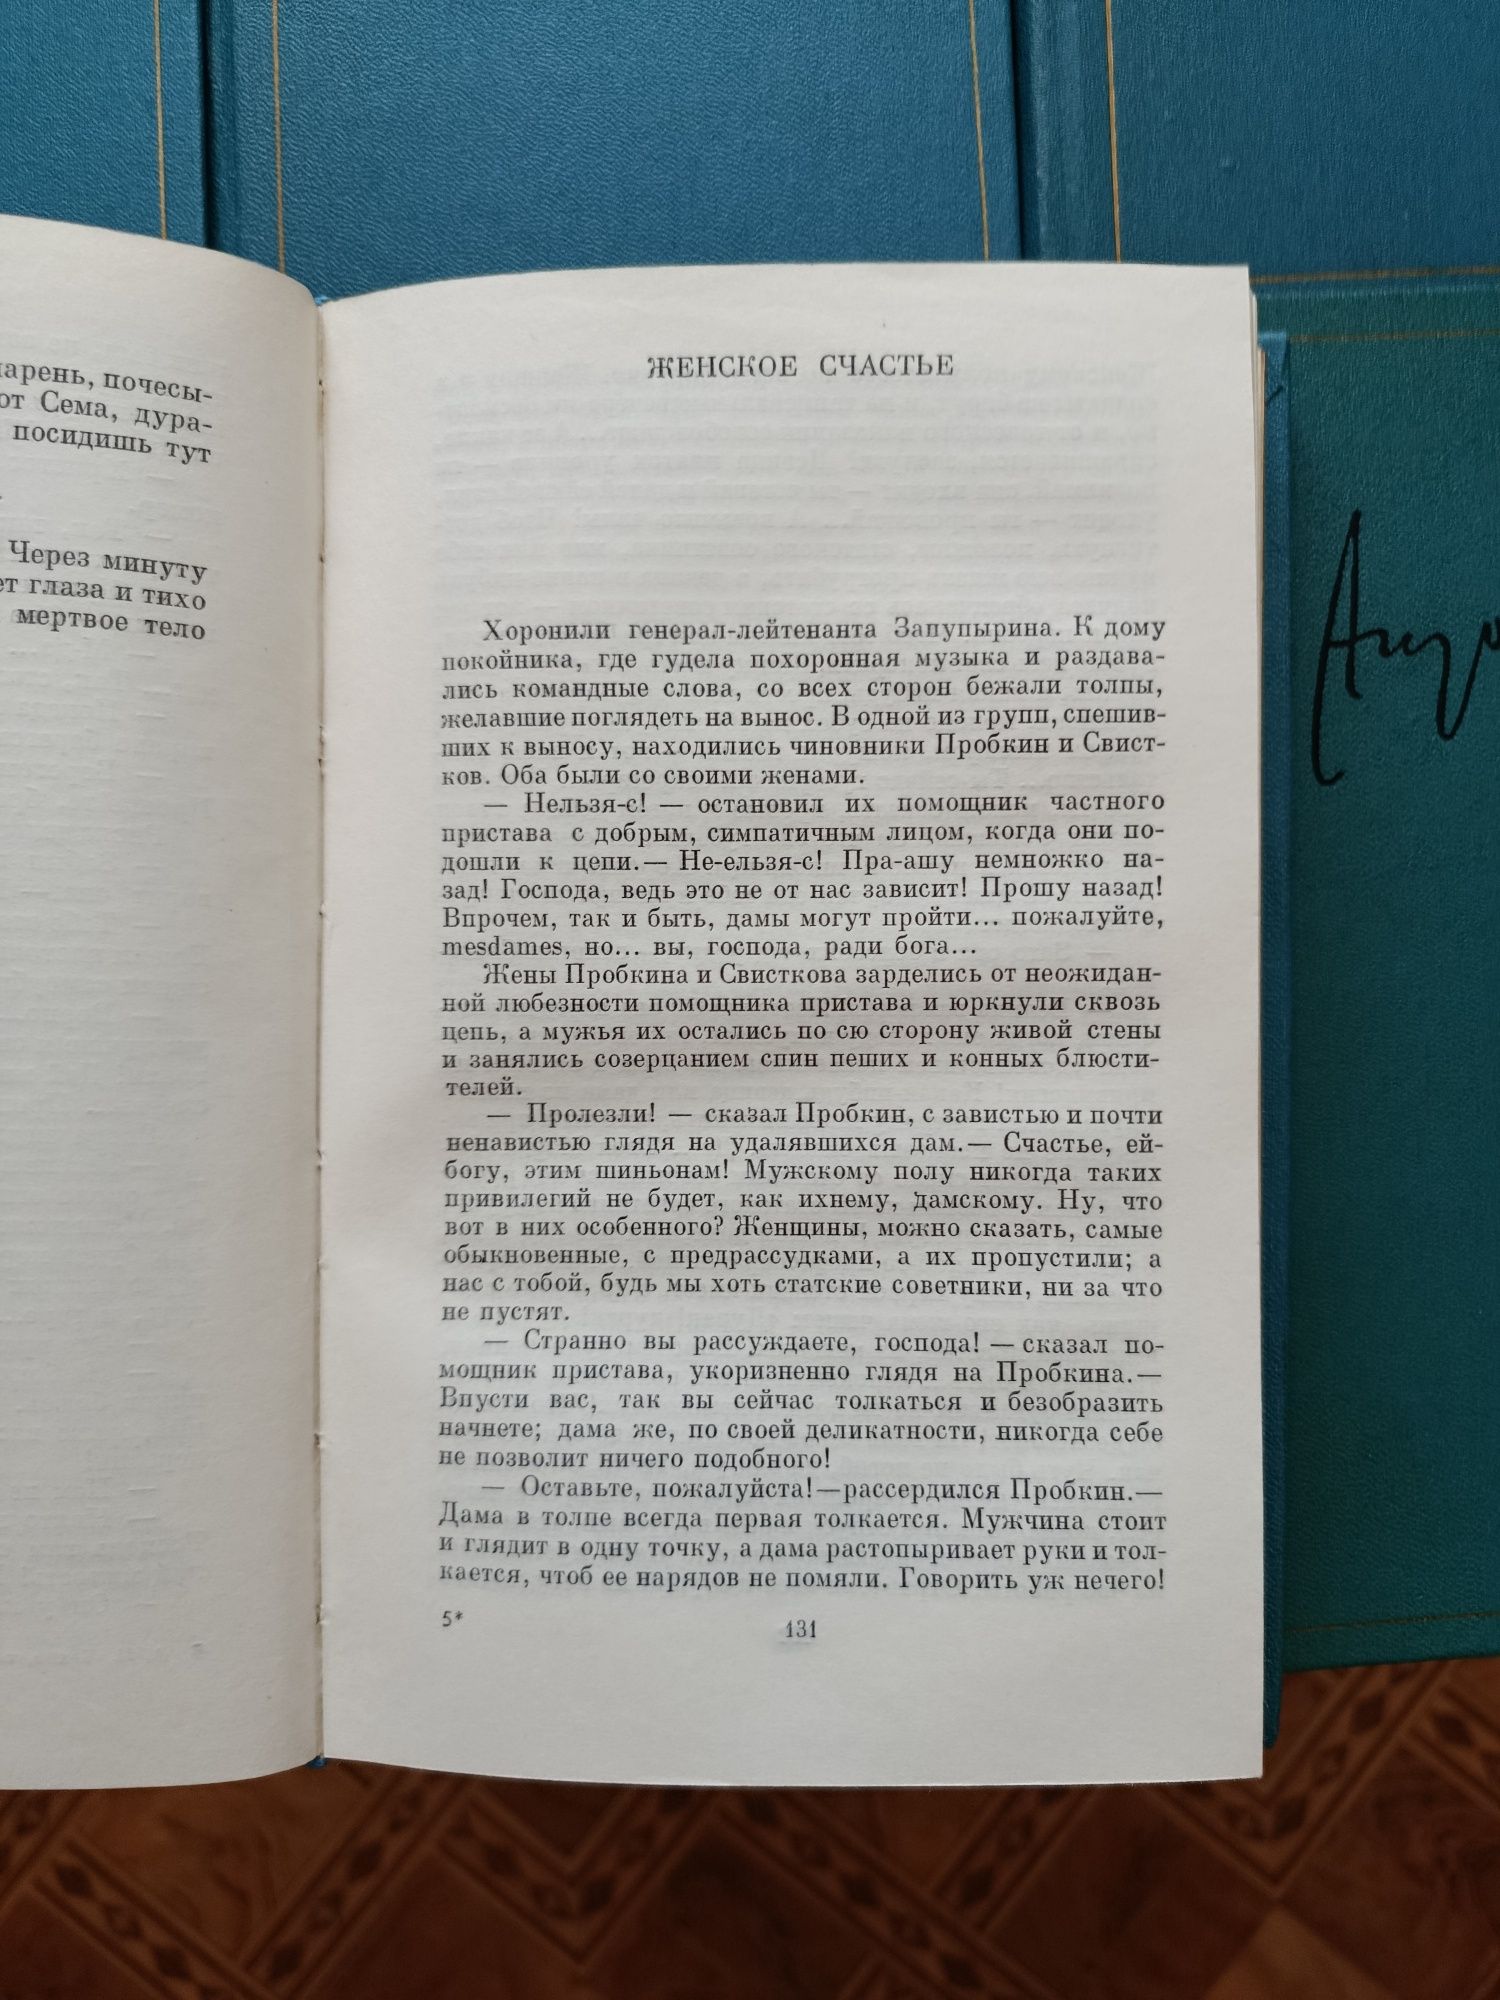 парень, почесы-
от Сема, дура-
посидишь тут
Через минуту
ет глаза и тихо
мертвое тело
ЖЕНСКОЕ СЧАСТЬЕ
Хоронили генерал-лейтенанта Запупырина. К дому
покойника, где гудела похоронная музыка и раздава-
лись командные слова, со всех сторон бежали толпы,
желавшие поглядеть на вынос. В одной из групп, спешив-
ших к выносу, находились чиновники Пробкин и Свист-
ков. Оба были со своими женами.
— Нельзя-с! — остановил их помощник частного
пристава с добрым, симпатичным лицом, когда они по-
дошли к цепи.— Не-ельзя-с! Пра-ашу немножко на-
зад! Господа, ведь это не от нас зависит! Прошу назад!
Впрочем, так и быть, дамы могут пройти... пожалуйте,
mesdames, но... вы, господа, ради бога...
Жены Пробкина и Свисткова зарделись от неожидан-
ной любезности помощника пристава и юркнули сквозь
цепь, а мужья их остались по сю сторону живой стены
и занялись созерцанием спин пеших и конных блюсти-
телей.
— Пролезли! — сказал Пробкин, с завистью и почти
ненавистью глядя на удалявшихся дам.— Счастье, ей-
богу, этим шиньонам! Мужскому полу никогда таких
привилегий не будет, как ихнему, дамскому. Ну, что
вот в них особенного? Женщины, можно сказать, самые
обыкновенные, с предрассудками, а их пропустили; а
нас с тобой, будь мы хоть статские советники, ни за что
не пустят.
— Странно вы рассуждаете, господа! — сказал по-
мощник пристава, укоризненно глядя на Пробкина.—
Впусти вас, так вы сейчас толкаться и безобразить
начнете; дама же, по своей деликатности, никогда себе
не позволит ничего подобного!
— Оставьте, пожалуйста!—рассердился Пробкин.—
Дама в толпе всегда первая толкается. Мужчина стоит
и глядит в одну точку, а дама растопыривает руки и тол-
кается, чтоб ее нарядов не помяли. Говорить уж нечего!
5*
131